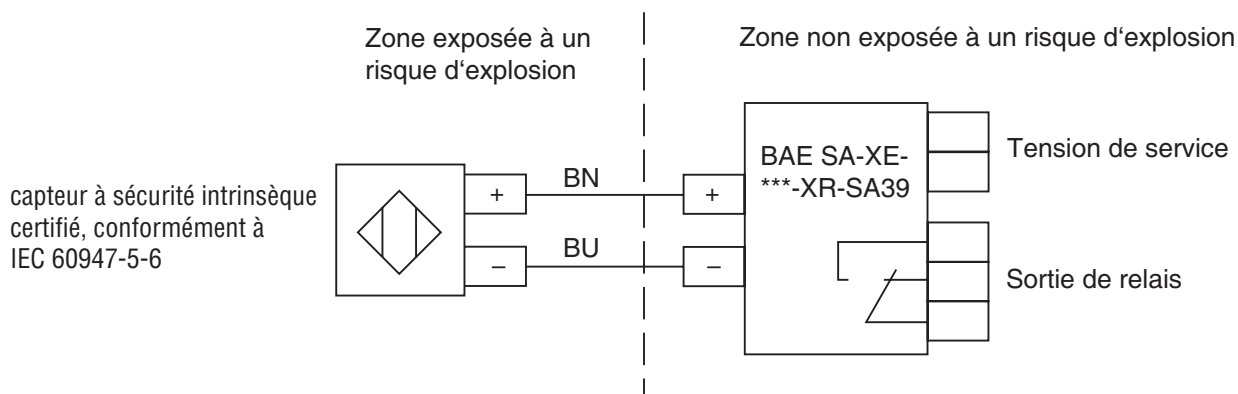 Zone exposée à un
risque d‘explosion
Zone non exposée à un risque d‘explosion
capteur à sécurité intrinsèque
certifié, conformément à
IEC 60947-5-6
+
BN
+
–
BU
–
BAE SA-XE-
***-XR-SA39
Tension de service
Sortie de relais